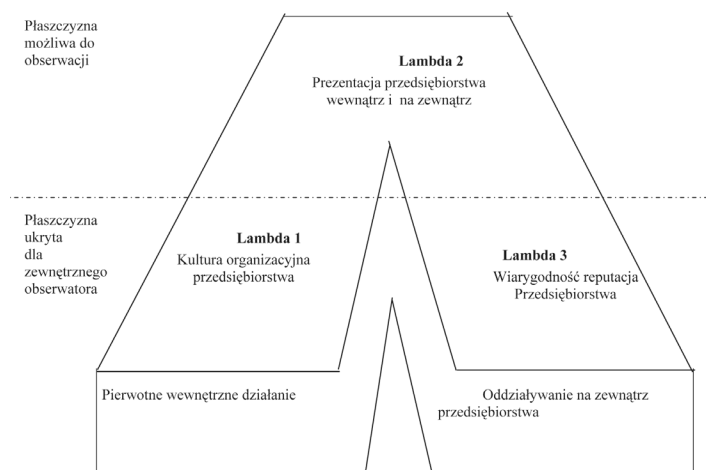 Płaszczyzna
możliwa do
obserwacji
Lambda 2
Prezentacja przedsiębiorstwa
wewnątrz i na zewnątrz
Płaszczyzna
ukryta
dla
zewnętrznego
obserwatora
Lambda 1
Kultura organizacyjna
przedsiębiorstwa
Lambda 3
Wiarygodność reputacja
Przedsiębiorstwa
Pierwotne wewnętrzne działanie
Oddziaływanie na zewnątrz
przedsiębiorstwa